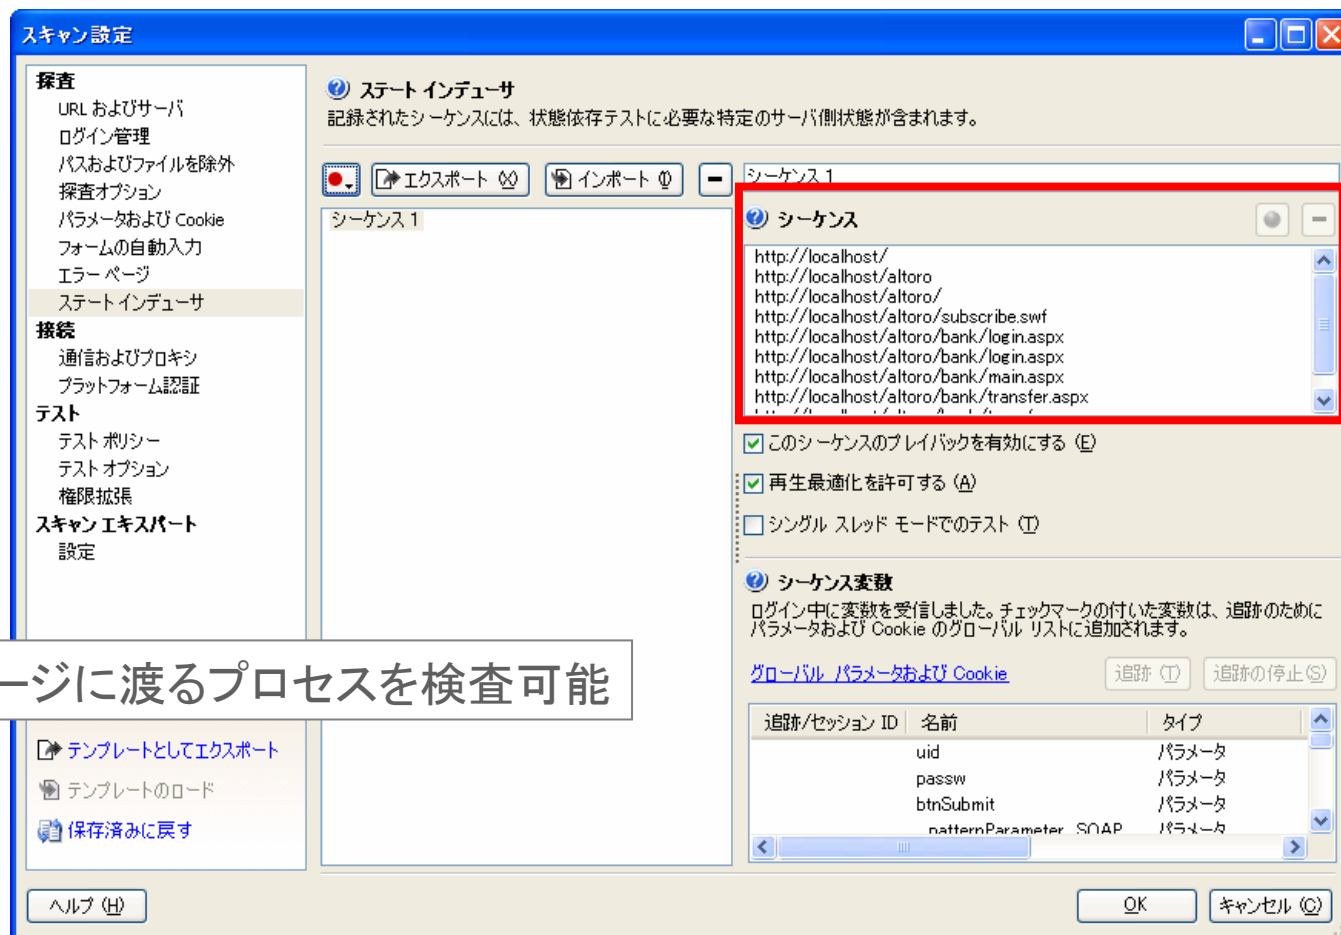 スキャン設定
探査
URL およびサーバ
ログイン管理
パスおよびファイルを除外
探査オプション
パラメータおよび Cookie
フォームの自動入力
エラー ページ
ステート インデューサ
接続
通信およびプロキシ
プラットフォーム認証
テスト
テスト ポリシー
テスト オプション
権限拡張
スキャン エキスパート
設定
ージに渡るプロセスを検査可能
テンプレートとしてエクスポート
テンプレートのロード
保存済みに戻す
ステート インデューサ
記録されたシーケンスには、状態依存テストに必要な特定のサーバ側状態が含まれます。
エクスポート (X)
インポート (I)
シーケンス 1
シーケンス 1
シーケンス
http://localhost/
http://localhost/altoro
http://localhost/altoro/
http://localhost/altoro/subscribe.swf
http://localhost/altoro/bank/login.aspx
http://localhost/altoro/bank/login.aspx
http://localhost/altoro/bank/main.aspx
http://localhost/altoro/bank/transfer.aspx
このシーケンスのプレイバックを有効にする (E)
再生最適化を許可する (A)
シングル スレッド モードでのテスト (T)
シーケンス変数
ログイン中に変数を受信しました。チェックマークの付いた変数は、追跡のために
パラメータおよび Cookie のグローバル リストに追加されます。
グローバル パラメータおよび Cookie
追跡 (T)
追跡の停止(S)
追跡/セッション ID 名前 タイプ
uid パラメータ
passw パラメータ
btnSubmit パラメータ
patternParameter SOAP パラメータ
ヘルプ (H)
OK
キャンセル (C)